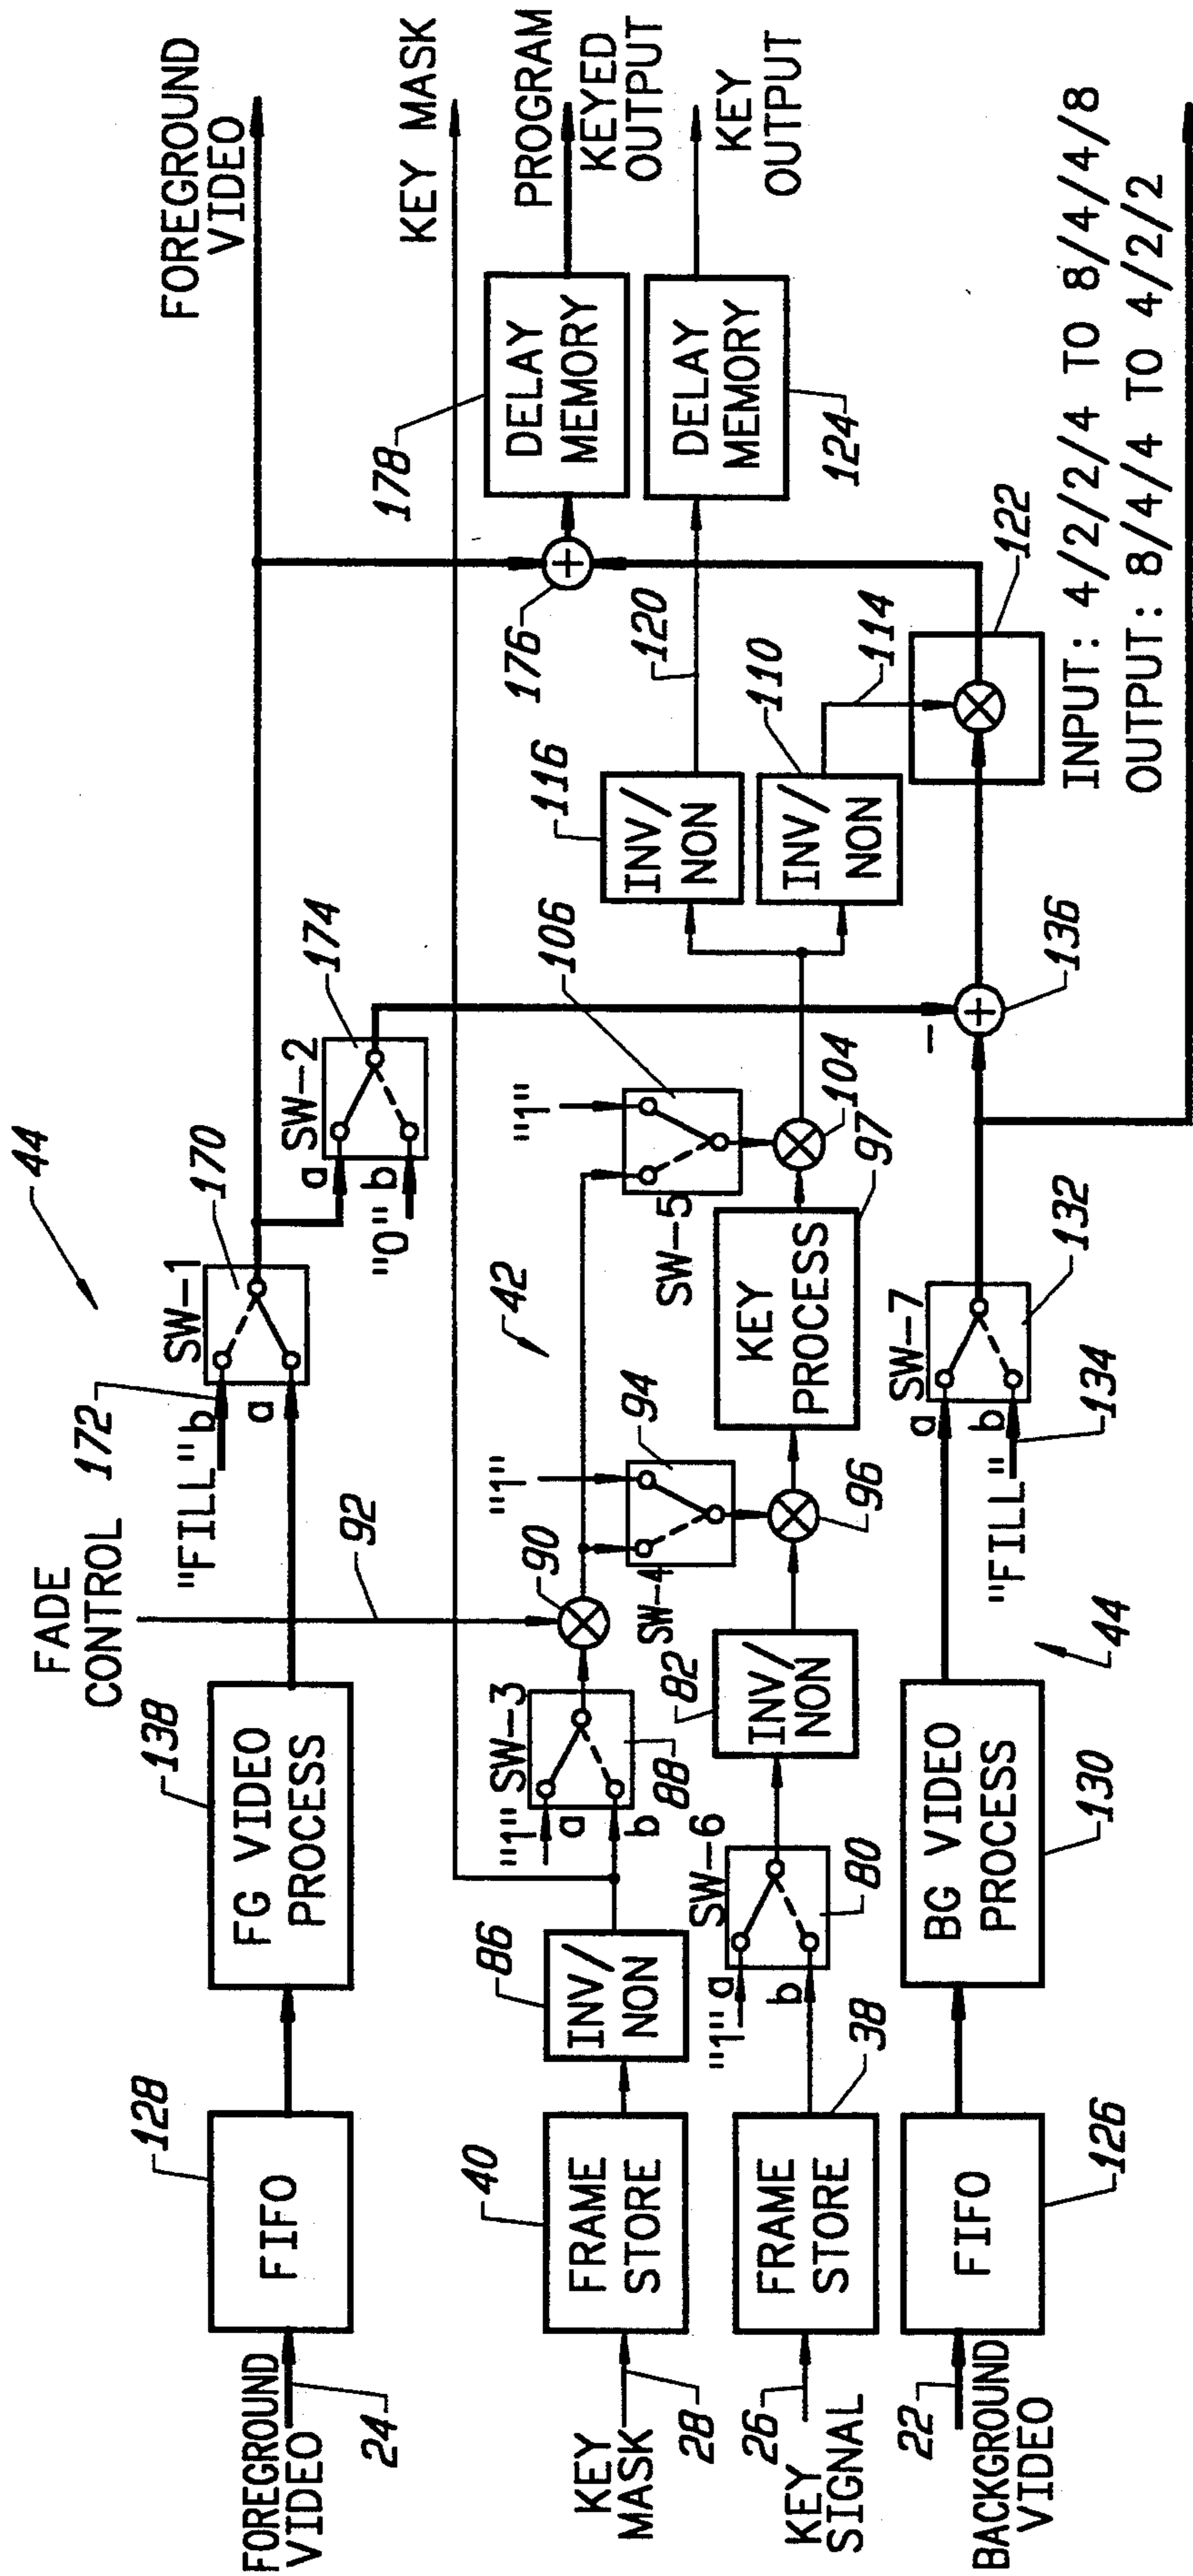 44
FOREGROUND
VIDEO
24
FIFO
128
FG VIDEO
PROCESS
138
FADE
CONTROL
92
"FILL"
172
b
a
SW-1
170
SW-2
174
a
b
"0"
FOREGROUND
VIDEO
KEY MASK
KEY
MASK
28
FRAME
STORE
40
INV/
NON
86
"1"
a
b
SW-3
88
90
42
"1"
SW-4
94
96
"1"
SW-5
106
104
KEY
SIGNAL
26
FRAME
STORE
38
"1"
a
b
SW-6
80
INV/
NON
82
KEY
PROCESS
97
INV/
NON
116
120
INV/
NON
110
114
176
178
DELAY
MEMORY
PROGRAM
KEYED
OUTPUT
DELAY
MEMORY
124
KEY
OUTPUT
BACKGROUND
VIDEO
22
FIFO
126
BG VIDEO
PROCESS
130
44
a
b
"FILL"
134
SW-7
132
-
136
122
INPUT: 4/2/2/4 TO 8/4/4/8
OUTPUT: 8/4/4 TO 4/2/2